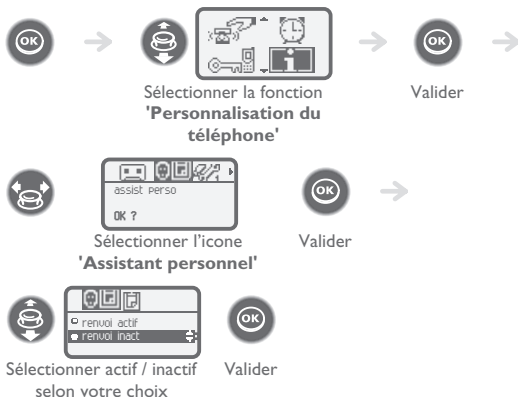 OK
OK
Sélectionner la fonction
'Personnalisation du
téléphone'
Valider
assist perso
OK ?
OK
Sélectionner l'icone
'Assistant personnel'
Valider
renvoi actif
renvoi inact
OK
Sélectionner actif / inactif
selon votre choix
Valider